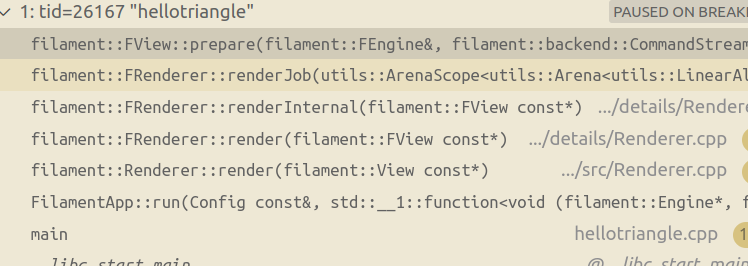 1: tid=26167 "hellotriangle" PAUSED ON BREAK
filament::FView::prepare(filament::FEngine&, filament::backend::CommandStream
filament::FRenderer::renderJob(utils::ArenaScope<utils::Arena<utils::LinearAl
filament::FRenderer::renderInternal(filament::FView const*) .../details/Rendere
filament::FRenderer::render(filament::FView const*) .../details/Renderer.cpp
filament::Renderer::render(filament::View const*) .../src/Renderer.cpp
FilamentApp::run(Config const&, std::__1::function<void (filament::Engine*, f
main hellotriangle.cpp 1
libc_start_main @ libc_start_main